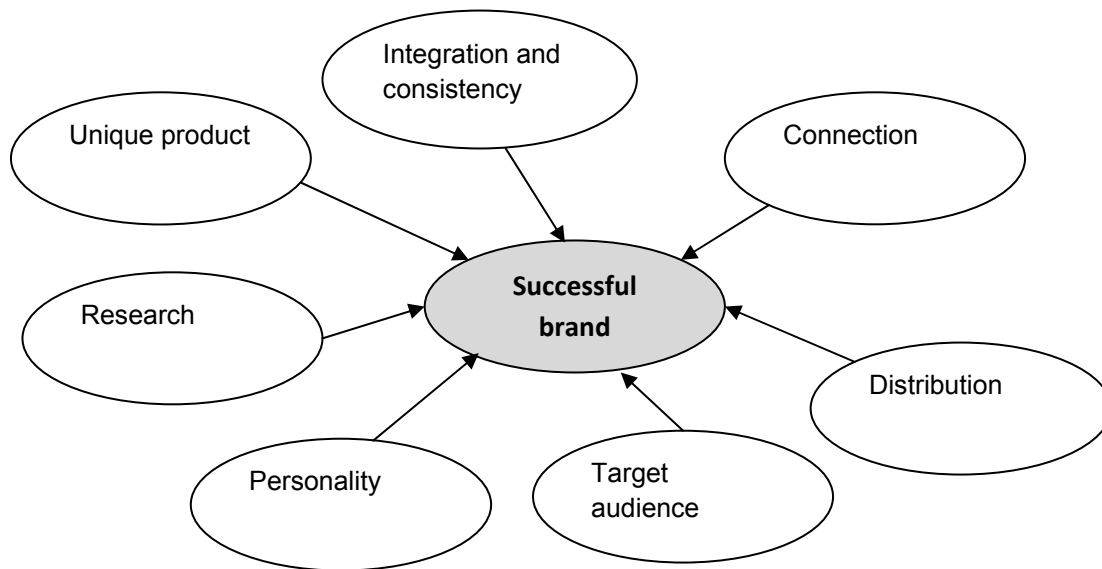 Integration and
consistency
Unique product
Connection
Successful
brand
Research
Distribution
Personality
Target
audience